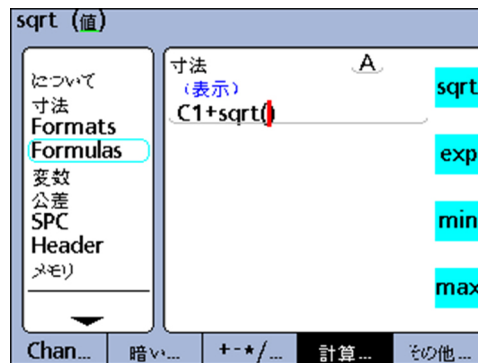 sqrt (値)
について
寸法
Formats
Formulas
変数
公差
SPC
Header
メモリ
寸法 A
(表示)
C1+sqrt()
sqrt
exp
min
max
Chan...
暗い...
+-*/...
計算...
その他...